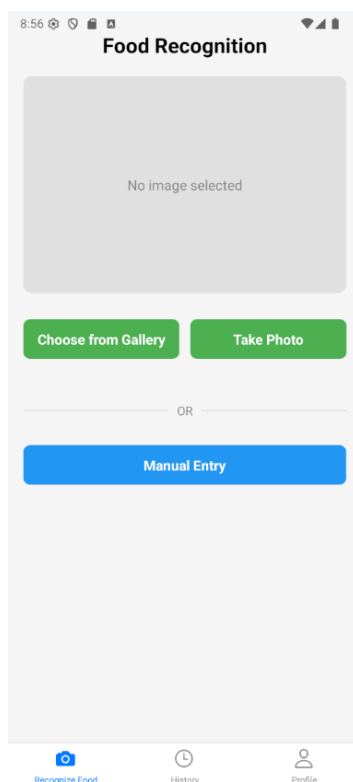 8:56
Food Recognition
No image selected
Choose from Gallery
Take Photo
OR
Manual Entry
Recognize Food
History
Profile